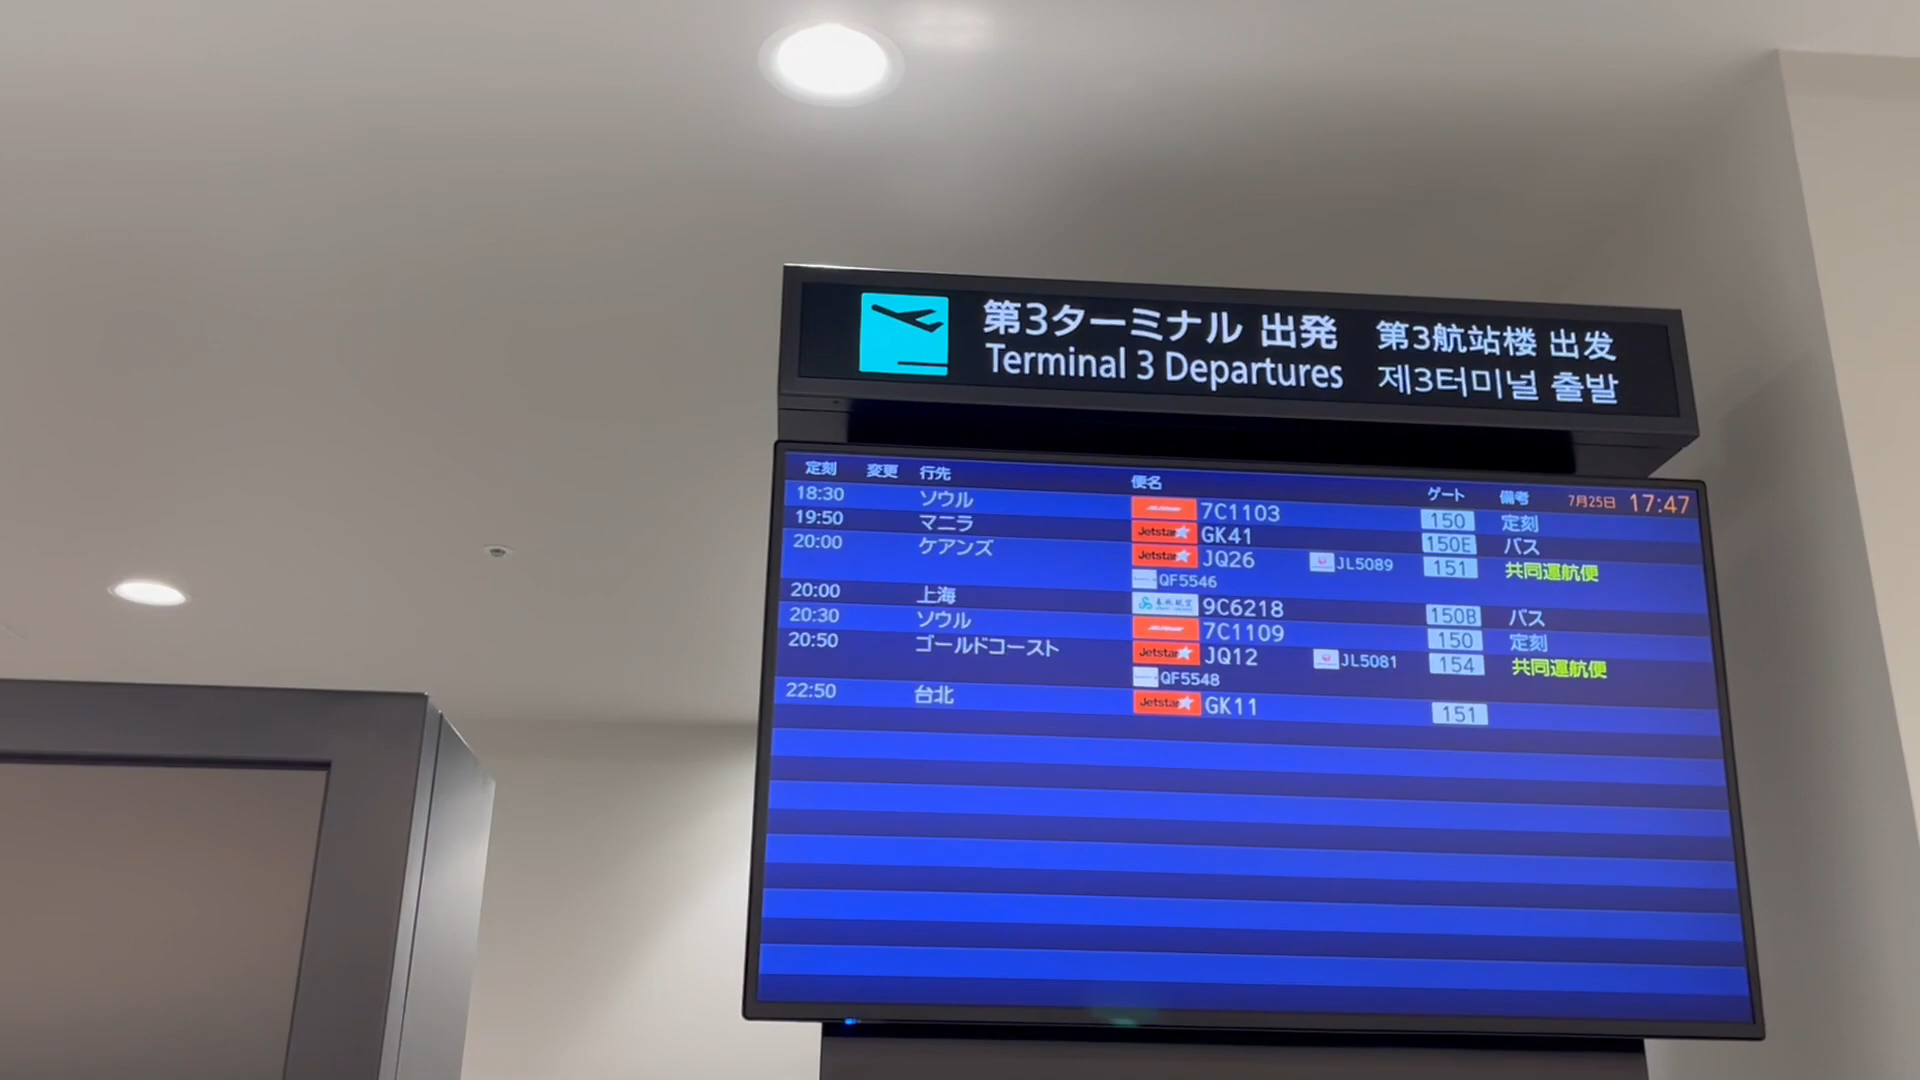 第3ターミナル 出発 第3航站楼 出发
Terminal 3 Departures 제3터미널 출발
定刻 変更 行先 便名 ゲート 備考 7月25日 17:47
18:30 ソウル 7C1103 150 定刻
19:50 マニラ Jetstar GK41 150E バス
20:00 ケアンズ Jetstar JQ26 JL5089 151 共同運航便
QF5546
20:00 上海 春秋航空 9C6218 150B バス
20:30 ソウル 7C1109 150 定刻
20:50 ゴールドコースト Jetstar JQ12 JL5081 154 共同運航便
QF5548
22:50 台北 Jetstar GK11 151